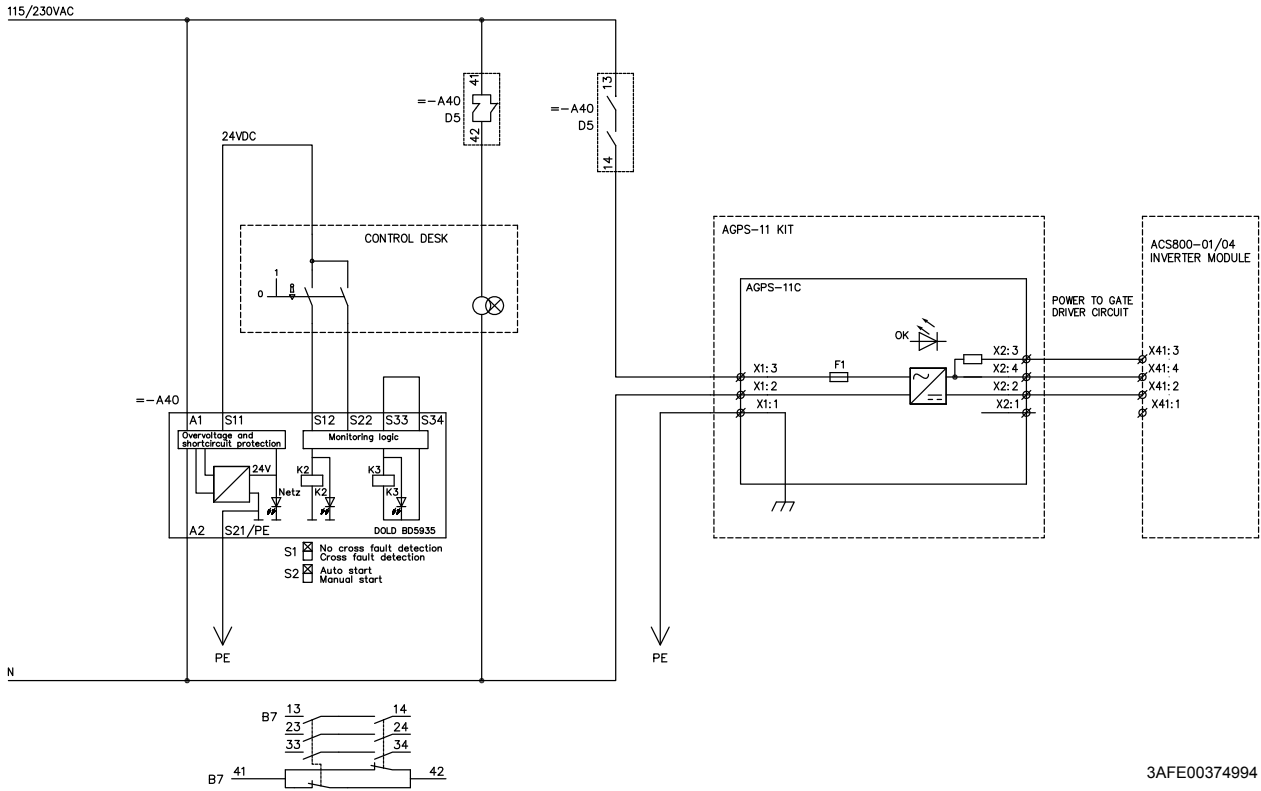 115/230VAC
41
=-A40
D5
42
13
=-A40
D5
14
24VDC
CONTROL DESK
1
0
AGPS-11 KIT
AGPS-11C
OK
ACS800-01/04
INVERTER MODULE
POWER TO GATE
DRIVER CIRCUIT
X1:3
F1
X2:3
X41:3
X2:4
X41:4
X1:2
X2:2
X41:2
X1:1
X2:1
X41:1
=-A40
A1 S11 S12 S22 S33 S34
Overvoltage and
shortcircuit protection
Monitoring logic
24V
K2
K3
Netz
K2
K3
A2 S21/PE
DOLD BD5935
S1
No cross fault detection
Cross fault detection
S2
Auto start
Manual start
PE
PE
N
B7 13 14
23 24
33 34
B7 41 42
3AFE00374994